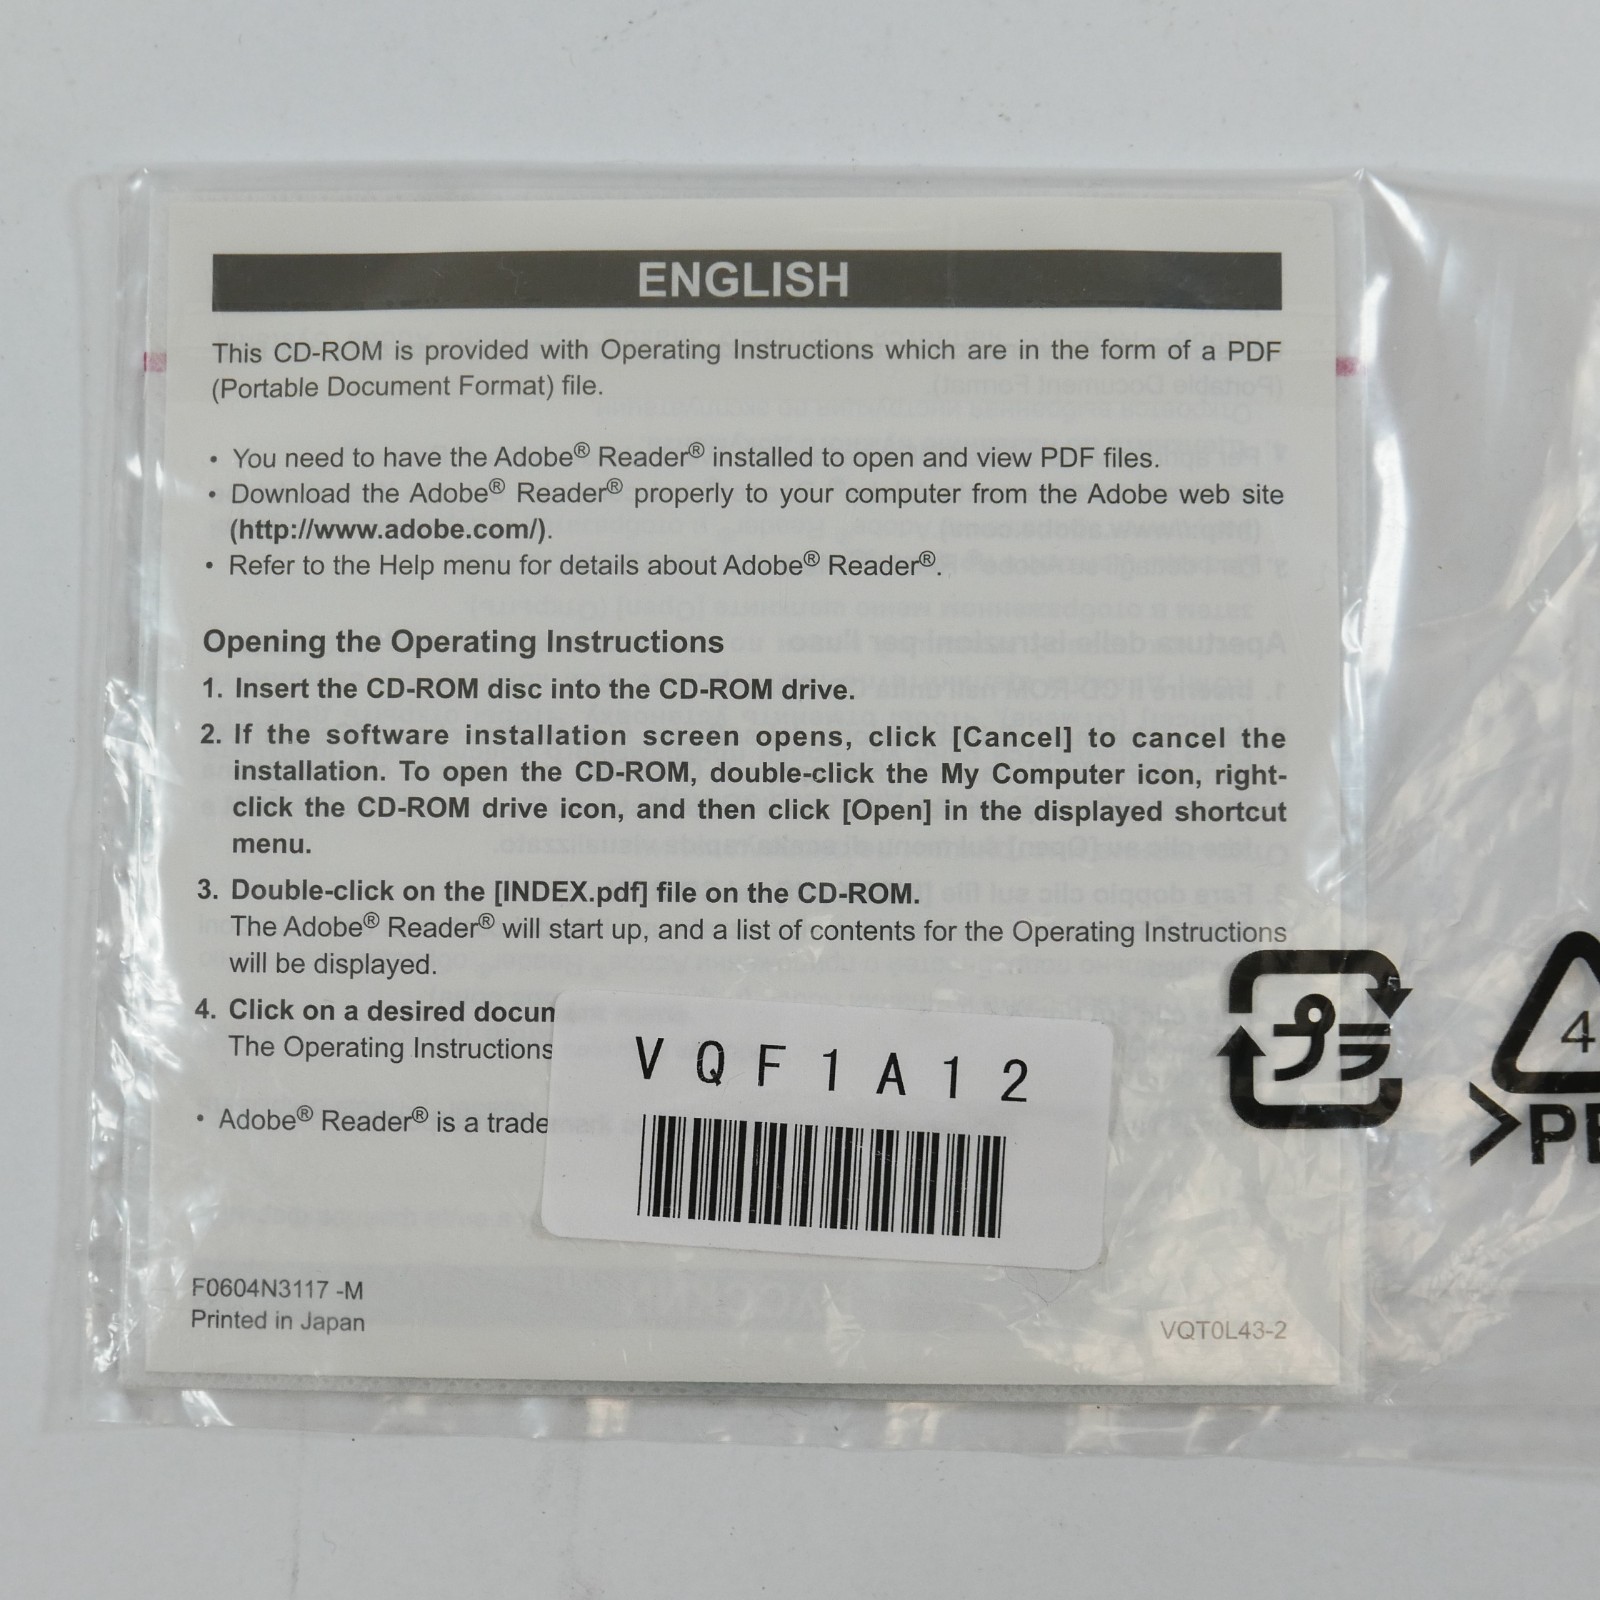 ENGLISH
This CD-ROM is provided with Operating Instructions which are in the form of a PDF
(Portable Document Format) file.
• You need to have the Adobe® Reader® installed to open and view PDF files.
• Download the Adobe® Reader® properly to your computer from the Adobe web site
(http://www.adobe.com/).
• Refer to the Help menu for details about Adobe® Reader®.
Opening the Operating Instructions
1. Insert the CD-ROM disc into the CD-ROM drive.
2. If the software installation screen opens, click [Cancel] to cancel the
installation. To open the CD-ROM, double-click the My Computer icon, right-
click the CD-ROM drive icon, and then click [Open] in the displayed shortcut
menu.
3. Double-click on the [INDEX.pdf] file on the CD-ROM.
The Adobe® Reader® will start up, and a list of contents for the Operating Instructions
will be displayed.
4. Click on a desired docum
The Operating Instructions
• Adobe® Reader® is a trade
VQF1A12
プラ
4
>PE
F0604N3117 -M
Printed in Japan
VQT0L43-2